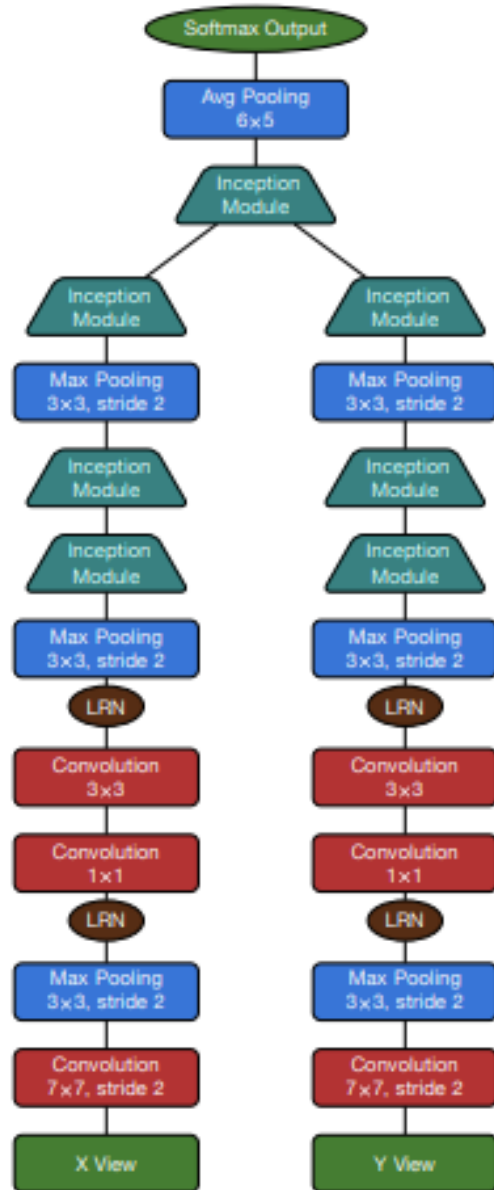 Softmax Output
Avg Pooling
6×5
Inception
Module
Inception
Module
Inception
Module
Max Pooling
3×3, stride 2
Max Pooling
3×3, stride 2
Inception
Module
Inception
Module
Inception
Module
Inception
Module
Max Pooling
3×3, stride 2
Max Pooling
3×3, stride 2
LRN
LRN
Convolution
3×3
Convolution
3×3
Convolution
1×1
Convolution
1×1
LRN
LRN
Max Pooling
3×3, stride 2
Max Pooling
3×3, stride 2
Convolution
7×7, stride 2
Convolution
7×7, stride 2
X View
Y View